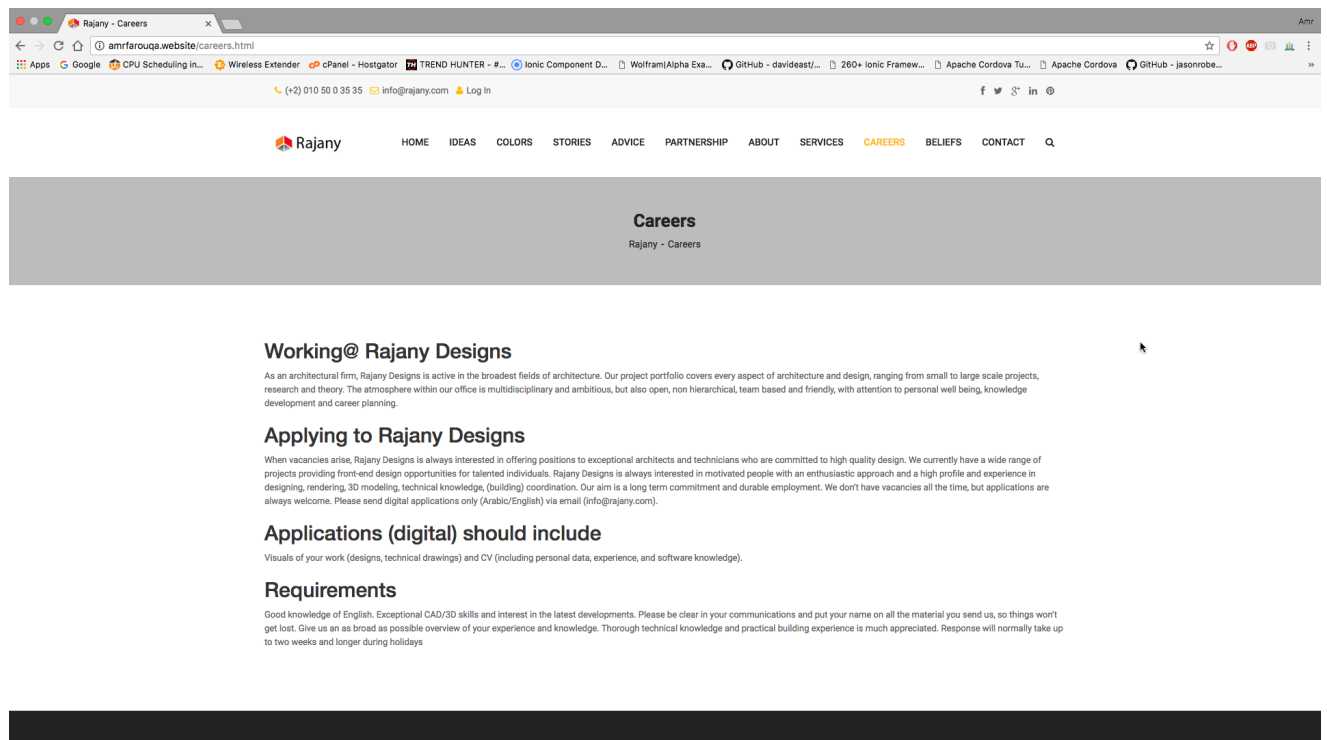 Rajany - Careers
Amr
amrfarouqa.website/careers.html
Apps Google CPU Scheduling in... Wireless Extender cPanel - Hostgator TREND HUNTER - #... Ionic Component D... Wolfram|Alpha Exa... GitHub - davideast/... 260+ Ionic Framew... Apache Cordova Tu... Apache Cordova GitHub - jasonrobe... »
(+2) 010 50 0 35 35 info@rajany.com Log In
Rajany HOME IDEAS COLORS STORIES ADVICE PARTNERSHIP ABOUT SERVICES CAREERS BELIEFS CONTACT
Careers
Rajany - Careers
Working@ Rajany Designs
As an architectural firm, Rajany Designs is active in the broadest fields of architecture. Our project portfolio covers every aspect of architecture and design, ranging from small to large scale projects,
research and theory. The atmosphere within our office is multidisciplinary and ambitious, but also open, non hierarchical, team based and friendly, with attention to personal well being, knowledge
development and career planning.
Applying to Rajany Designs
When vacancies arise, Rajany Designs is always interested in offering positions to exceptional architects and technicians who are committed to high quality design. We currently have a wide range of
projects providing front-end design opportunities for talented individuals. Rajany Designs is always interested in motivated people with an enthusiastic approach and a high profile and experience in
designing, rendering, 3D modeling, technical knowledge, (building) coordination. Our aim is a long term commitment and durable employment. We don't have vacancies all the time, but applications are
always welcome. Please send digital applications only (Arabic/English) via email (info@rajany.com).
Applications (digital) should include
Visuals of your work (designs, technical drawings) and CV (including personal data, experience, and software knowledge).
Requirements
Good knowledge of English. Exceptional CAD/3D skills and interest in the latest developments. Please be clear in your communications and put your name on all the material you send us, so things won't
get lost. Give us an as broad as possible overview of your experience and knowledge. Thorough technical knowledge and practical building experience is much appreciated. Response will normally take up
to two weeks and longer during holidays